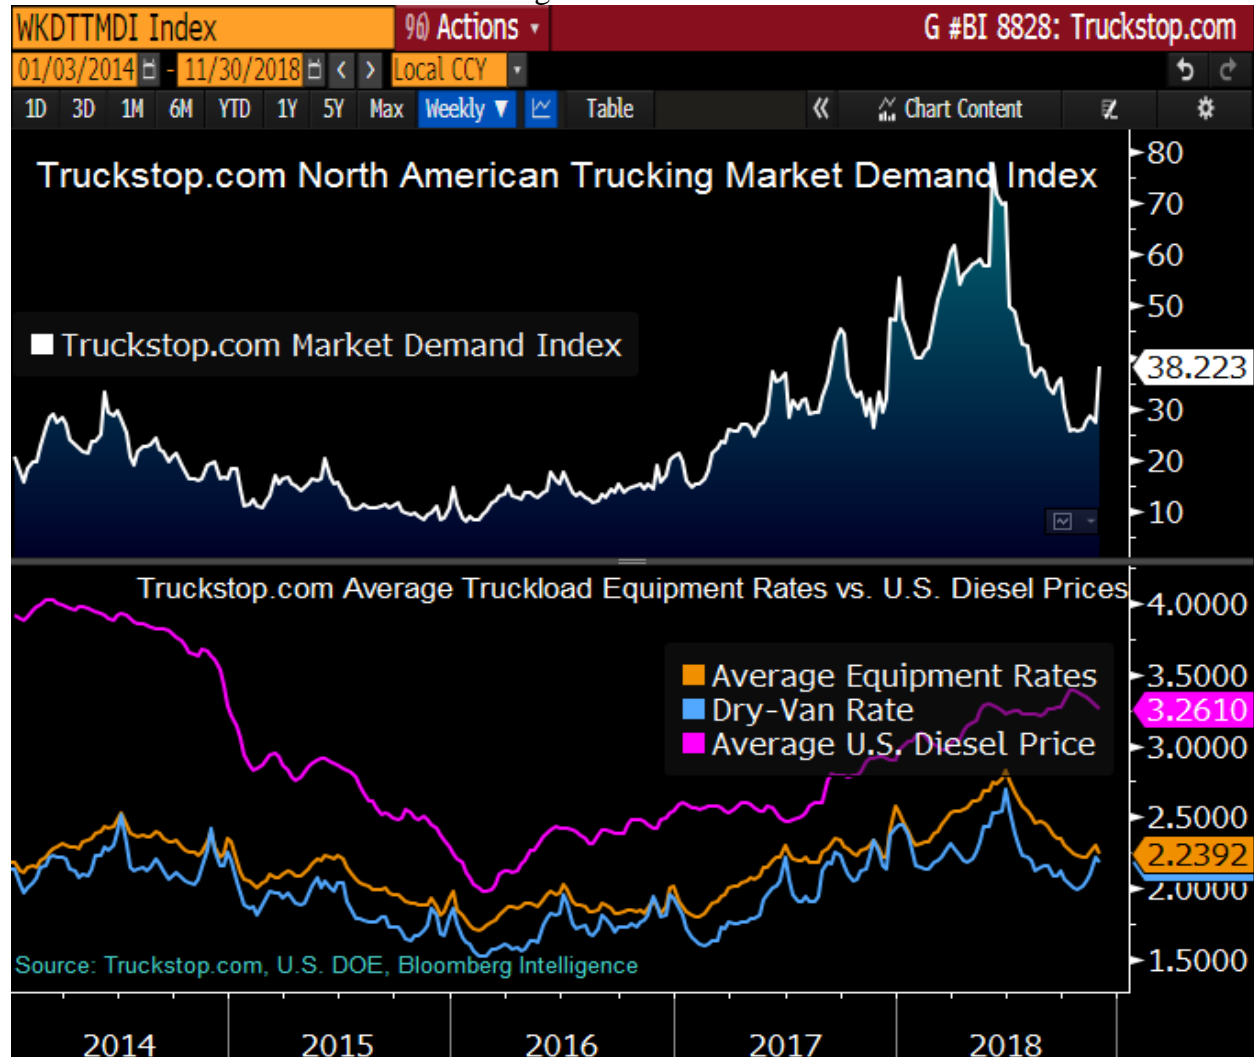 WKDTTMDI Index 96) Actions G #BI 8828: Truckstop.com
01/03/2014 - 11/30/2018 < > Local CCY
1D 3D 1M 6M YTD 1Y 5Y Max Weekly ▼ Table « Chart Content
Truckstop.com North American Trucking Market Demand Index
80
70
60
50
Truckstop.com Market Demand Index
38.223
30
20
10
Truckstop.com Average Truckload Equipment Rates vs. U.S. Diesel Prices
4.0000
Average Equipment Rates
3.5000
Dry-Van Rate
3.2610
Average U.S. Diesel Price
3.0000
2.5000
2.2392
2.0000
Source: Truckstop.com, U.S. DOE, Bloomberg Intelligence
1.5000
2014 2015 2016 2017 2018